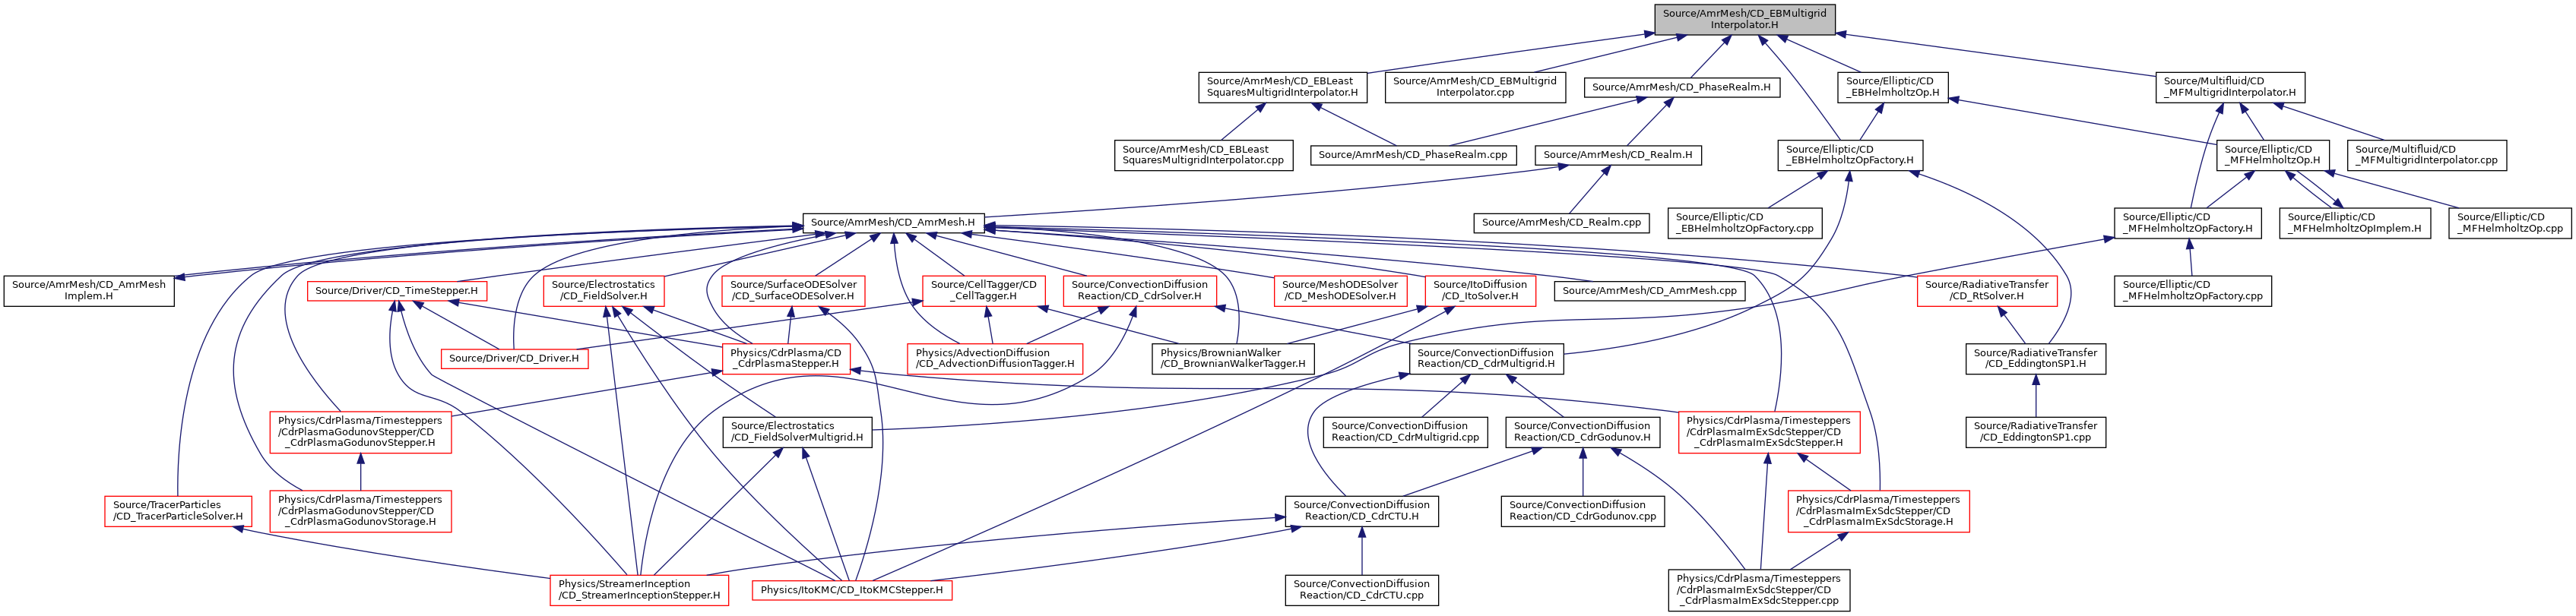 Source/AmrMesh/CD_EBMultigrid
Interpolator.H
Source/AmrMesh/CD_EBLeast
SquaresMultigridInterpolator.H
Source/AmrMesh/CD_EBMultigrid
Interpolator.cpp
Source/AmrMesh/CD_PhaseRealm.H
Source/Elliptic/CD
_EBHelmholtzOp.H
Source/Multifluid/CD
_MFMultigridInterpolator.H
Source/AmrMesh/CD_EBLeast
SquaresMultigridInterpolator.cpp
Source/AmrMesh/CD_PhaseRealm.cpp
Source/AmrMesh/CD_Realm.H
Source/Elliptic/CD
_EBHelmholtzOpFactory.H
Source/Elliptic/CD
_MFHelmholtzOp.H
Source/Multifluid/CD
_MFMultigridInterpolator.cpp
Source/AmrMesh/CD_AmrMesh.H
Source/AmrMesh/CD_Realm.cpp
Source/Elliptic/CD
_EBHelmholtzOpFactory.cpp
Source/Elliptic/CD
_MFHelmholtzOpFactory.H
Source/Elliptic/CD
_MFHelmholtzOpImplem.H
Source/Elliptic/CD
_MFHelmholtzOp.cpp
Source/AmrMesh/CD_AmrMesh
Implem.H
Source/Driver/CD_TimeStepper.H
Source/Electrostatics
/CD_FieldSolver.H
Source/SurfaceODESolver
/CD_SurfaceODESolver.H
Source/CellTagger/CD
_CellTagger.H
Source/ConvectionDiffusion
Reaction/CD_CdrSolver.H
Source/MeshODESolver
/CD_MeshODESolver.H
Source/ItoDiffusion
/CD_ItoSolver.H
Source/AmrMesh/CD_AmrMesh.cpp
Source/RadiativeTransfer
/CD_RtSolver.H
Source/Elliptic/CD
_MFHelmholtzOpFactory.cpp
Source/Driver/CD_Driver.H
Physics/CdrPlasma/CD
_CdrPlasmaStepper.H
Physics/AdvectionDiffusion
/CD_AdvectionDiffusionTagger.H
Physics/BrownianWalker
/CD_BrownianWalkerTagger.H
Source/ConvectionDiffusion
Reaction/CD_CdrMultigrid.H
Source/RadiativeTransfer
/CD_EddingtonSP1.H
Physics/CdrPlasma/Timesteppers
/CdrPlasmaGodunovStepper/CD
_CdrPlasmaGodunovStepper.H
Source/Electrostatics
/CD_FieldSolverMultigrid.H
Source/ConvectionDiffusion
Reaction/CD_CdrMultigrid.cpp
Source/ConvectionDiffusion
Reaction/CD_CdrGodunov.H
Physics/CdrPlasma/Timesteppers
/CdrPlasmaImExSdcStepper/CD
_CdrPlasmaImExSdcStepper.H
Source/RadiativeTransfer
/CD_EddingtonSP1.cpp
Source/TracerParticles
/CD_TracerParticleSolver.H
Physics/CdrPlasma/Timesteppers
/CdrPlasmaGodunovStepper/CD
_CdrPlasmaGodunovStorage.H
Source/ConvectionDiffusion
Reaction/CD_CdrCTU.H
Source/ConvectionDiffusion
Reaction/CD_CdrGodunov.cpp
Physics/CdrPlasma/Timesteppers
/CdrPlasmaImExSdcStepper/CD
_CdrPlasmaImExSdcStorage.H
Physics/StreamerInception
/CD_StreamerInceptionStepper.H
Physics/ItoKMC/CD_ItoKMCStepper.H
Source/ConvectionDiffusion
Reaction/CD_CdrCTU.cpp
Physics/CdrPlasma/Timesteppers
/CdrPlasmaImExSdcStepper/CD
_CdrPlasmaImExSdcStepper.cpp